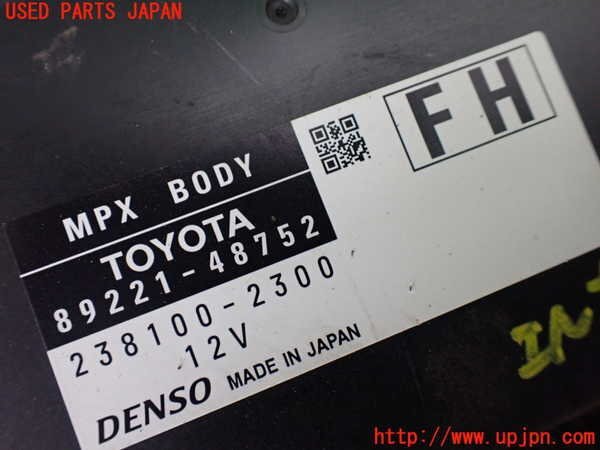 USED PARTS JAPAN
FH
MPX BODY
TOYOTA
89221-48752
238100-2300
12V
DENSO MADE IN JAPAN
http://www.upjpn.com/